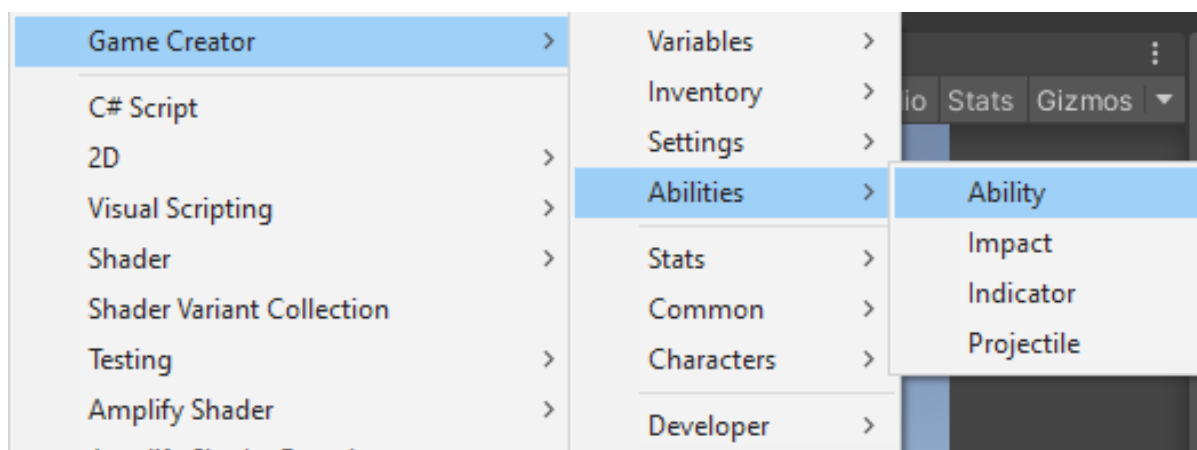 Game Creator
C# Script
2D
Visual Scripting
Shader
Shader Variant Collection
Testing
Amplify Shader
Variables
Inventory
Settings
Abilities
Stats
Common
Characters
Developer
Ability
Impact
Indicator
Projectile
io Stats Gizmos